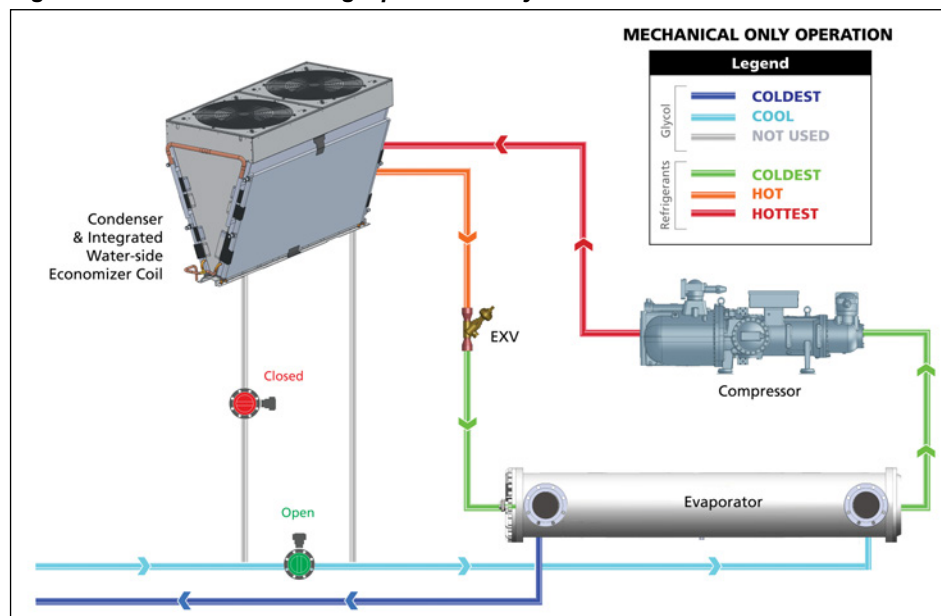 MECHANICAL ONLY OPERATION
Legend
Glycol
COLDEST
COOL
NOT USED
Refrigerants
COLDEST
HOT
HOTTEST
Condenser
& Integrated
Water-side
Economizer Coil
EXV
Compressor
Closed
Open
Evaporator